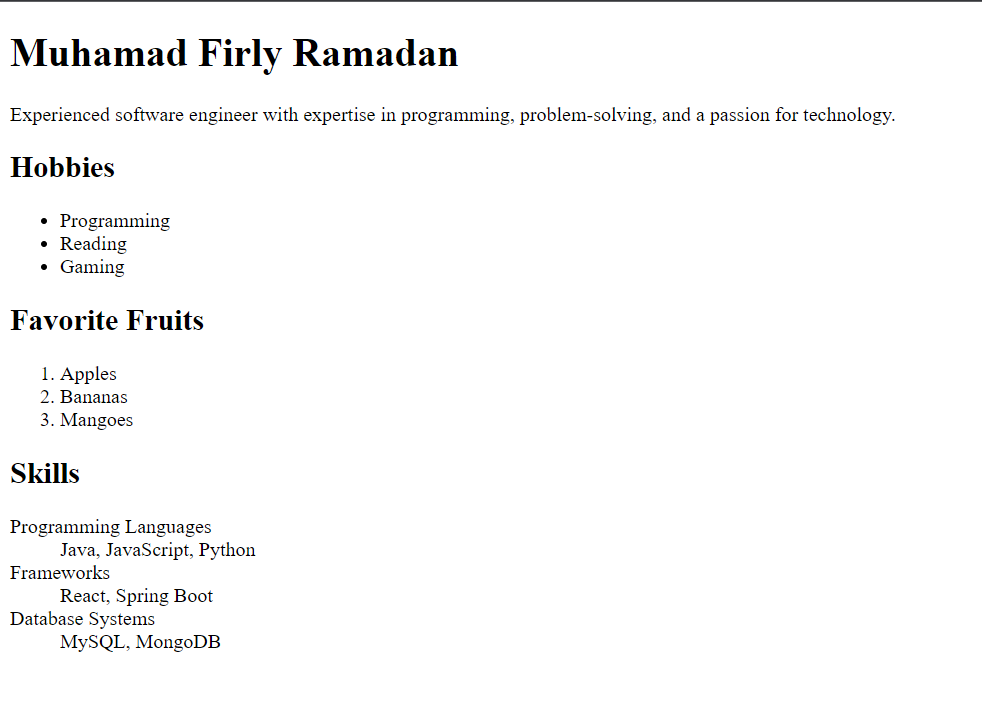 Muhamad Firly Ramadan
Experienced software engineer with expertise in programming, problem-solving, and a passion for technology.
Hobbies
• Programming
• Reading
• Gaming
Favorite Fruits
1. Apples
2. Bananas
3. Mangoes
Skills
Programming Languages
Java, JavaScript, Python
Frameworks
React, Spring Boot
Database Systems
MySQL, MongoDB